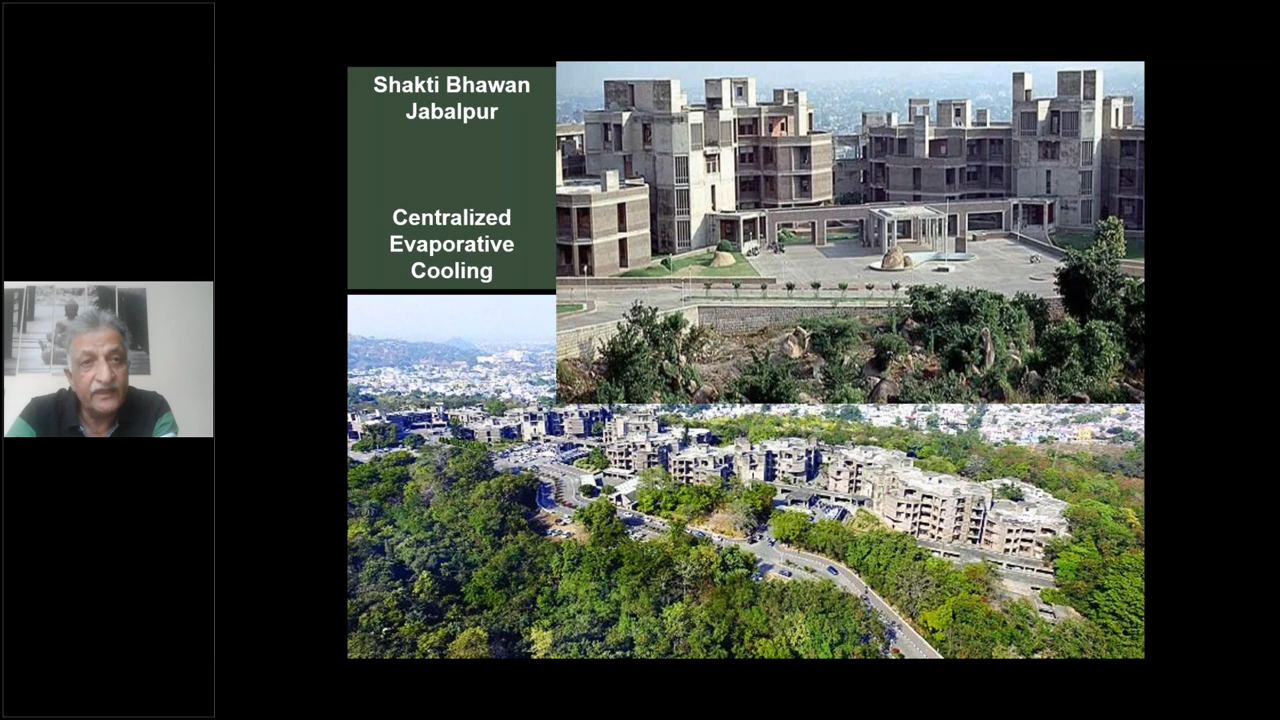 Shakti Bhawan
Jabalpur
Centralized
Evaporative
Cooling